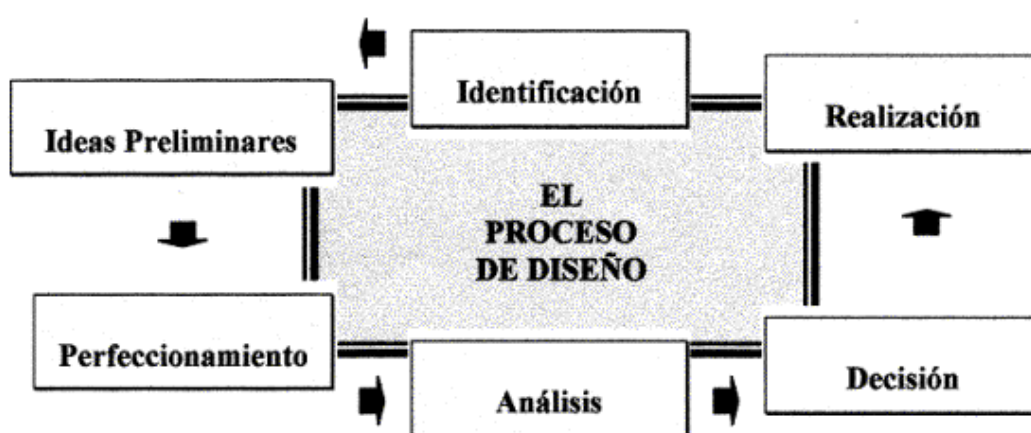 Identificación
Realización
Ideas Preliminares
EL
PROCESO
DE DISEÑO
Perfeccionamiento
Análisis
Decisión